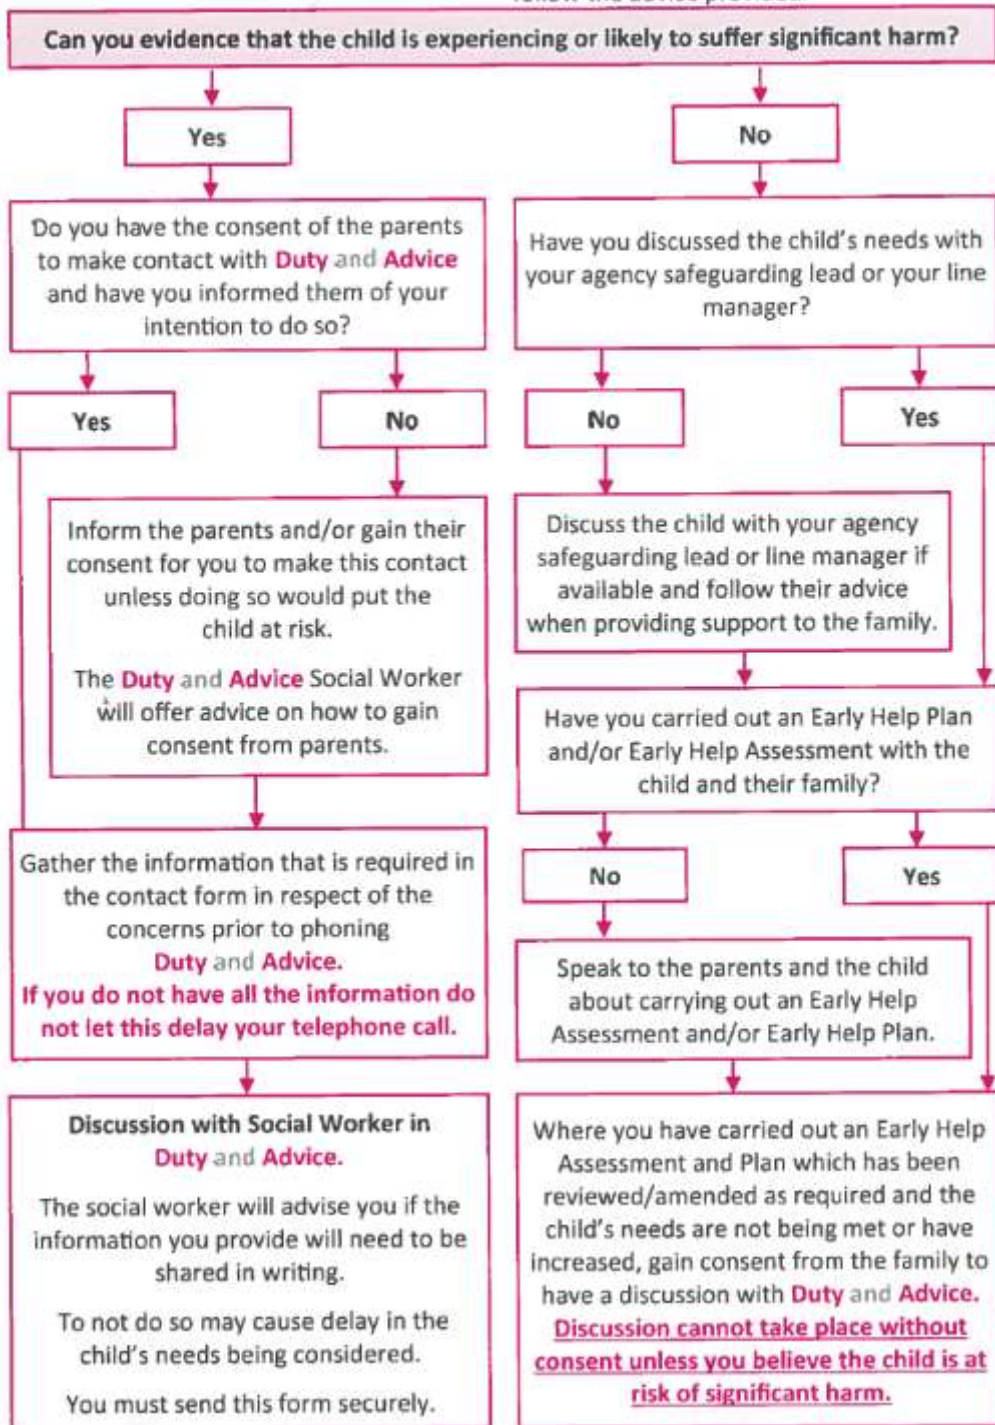 Can you evidence that the child is experiencing or likely to suffer significant harm?
Yes
No
Do you have the consent of the parents
to make contact with Duty and Advice
and have you informed them of your
intention to do so?
Have you discussed the child's needs with
your agency safeguarding lead or your line
manager?
Yes
No
No
Yes
Inform the parents and/or gain their
consent for you to make this contact
unless doing so would put the
child at risk.
The Duty and Advice Social Worker
will offer advice on how to gain
consent from parents.
Discuss the child with your agency
safeguarding lead or line manager if
available and follow their advice
when providing support to the family.
Have you carried out an Early Help Plan
and/or Early Help Assessment with the
child and their family?
Gather the information that is required in
the contact form in respect of the
concerns prior to phoning
Duty and Advice.
If you do not have all the information do
not let this delay your telephone call.
No
Yes
Speak to the parents and the child
about carrying out an Early Help
Assessment and/or Early Help Plan.
Discussion with Social Worker in
Duty and Advice.
The social worker will advise you if the
information you provide will need to be
shared in writing.
To not do so may cause delay in the
child's needs being considered.
You must send this form securely.
Where you have carried out an Early Help
Assessment and Plan which has been
reviewed/amended as required and the
child's needs are not being met or have
increased, gain consent from the family to
have a discussion with Duty and Advice.
Discussion cannot take place without
consent unless you believe the child is at
risk of significant harm.